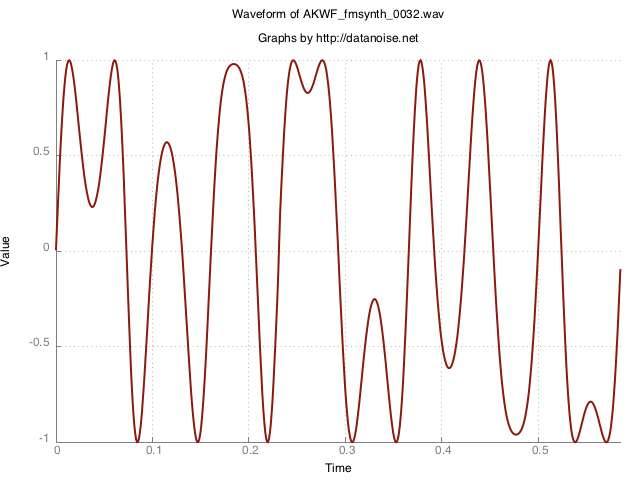 Waveform of AKWF_fmsynth_0032.wav
Graphs by http://datanoise.net
1
0.5
0
-0.5
-1
Value
0 0.1 0.2 0.3 0.4 0.5
Time